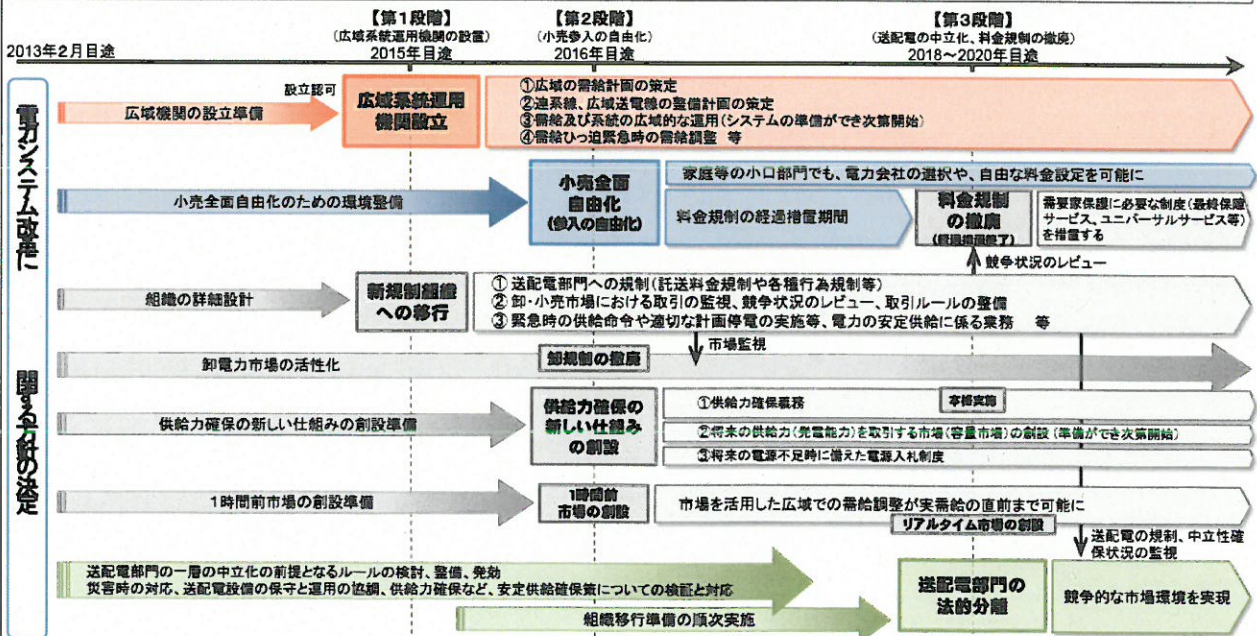 【第1段階】
(広域系統運用機関の設置)
2015年目途
【第2段階】
(小売参入の自由化)
2016年目途
【第3段階】
(送配電の中立化、料金規制の撤廃)
2018～2020年目途
2013年2月目途
電力システム改革に
関する方針の決定
広域機関の設立準備
設立認可
広域系統運用
機関設立
①広域の需給計画の策定
②連系線、広域送電線の整備計画の策定
③需給及び系統の広域的な運用(システムの準備ができ次第開始)
④需給ひっ迫緊急時の需給調整 等
小売全面自由化のための環境整備
小売全面
自由化
(参入の自由化)
家庭等の小口部門でも、電力会社の選択や、自由な料金設定を可能に
料金規制の経過措置期間
料金規制
の撤廃
(経過措置終了)
需要家保護に必要な制度(最終保障
サービス、ユニバーサルサービス等)
を措置する
競争状況のレビュー
組織の詳細設計
新規制組織
への移行
① 送配電部門への規制(託送料金規制や各種行為規制等)
② 卸・小売市場における取引の監視、競争状況のレビュー、取引ルールの整備
③ 緊急時の供給命令や適切な計画停電の実施等、電力の安定供給に係る業務 等
市場監視
卸電力市場の活性化
卸規制の撤廃
供給力確保の新しい仕組みの創設準備
供給力確保の
新しい仕組み
の創設
①供給力確保義務
本格実施
②将来の供給力(発電能力)を取引する市場(容量市場)の創設(準備ができ次第開始)
③将来の電源不足時に備えた電源入札制度
1時間前市場の創設準備
1時間前
市場の創設
市場を活用した広域での需給調整が実需給の直前まで可能に
リアルタイム市場の創設
送配電の規制、中立性確
保状況の監視
送配電部門の一層の中立化の前提となるルールの検討、整備、発効
災害時の対応、送配電設備の保守と運用の協調、供給力確保など、安定供給確保策についての検証と対応
組織移行準備の順次実施
送配電部門の
法的分離
競争的な市場環境を実現